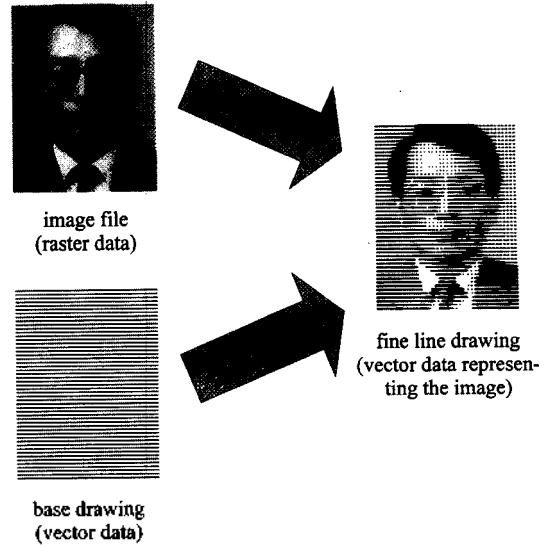 image file
(raster data)
base drawing
(vector data)
fine line drawing
(vector data represen-
ting the image)